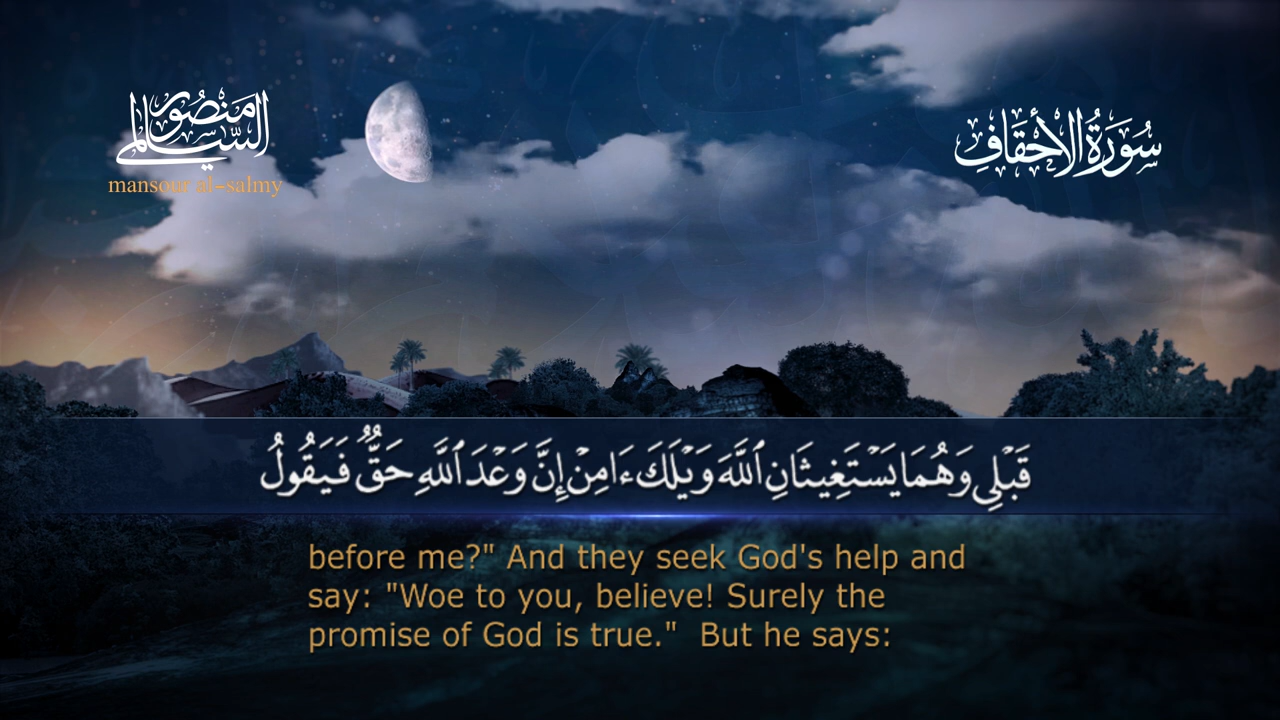 منصور
السالمي
mansour al-salmy
سُورَةُ الأَحْقَافِ
قَبْلِي وَهُمَا يَسْتَغِيثَانِ ٱللَّهَ وَيْلَكَ ءَامِنْ إِنَّ وَعْدَ ٱللَّهِ حَقٌّ فَيَقُولُ
before me?" And they seek God's help and
say: "Woe to you, believe! Surely the
promise of God is true."  But he says: